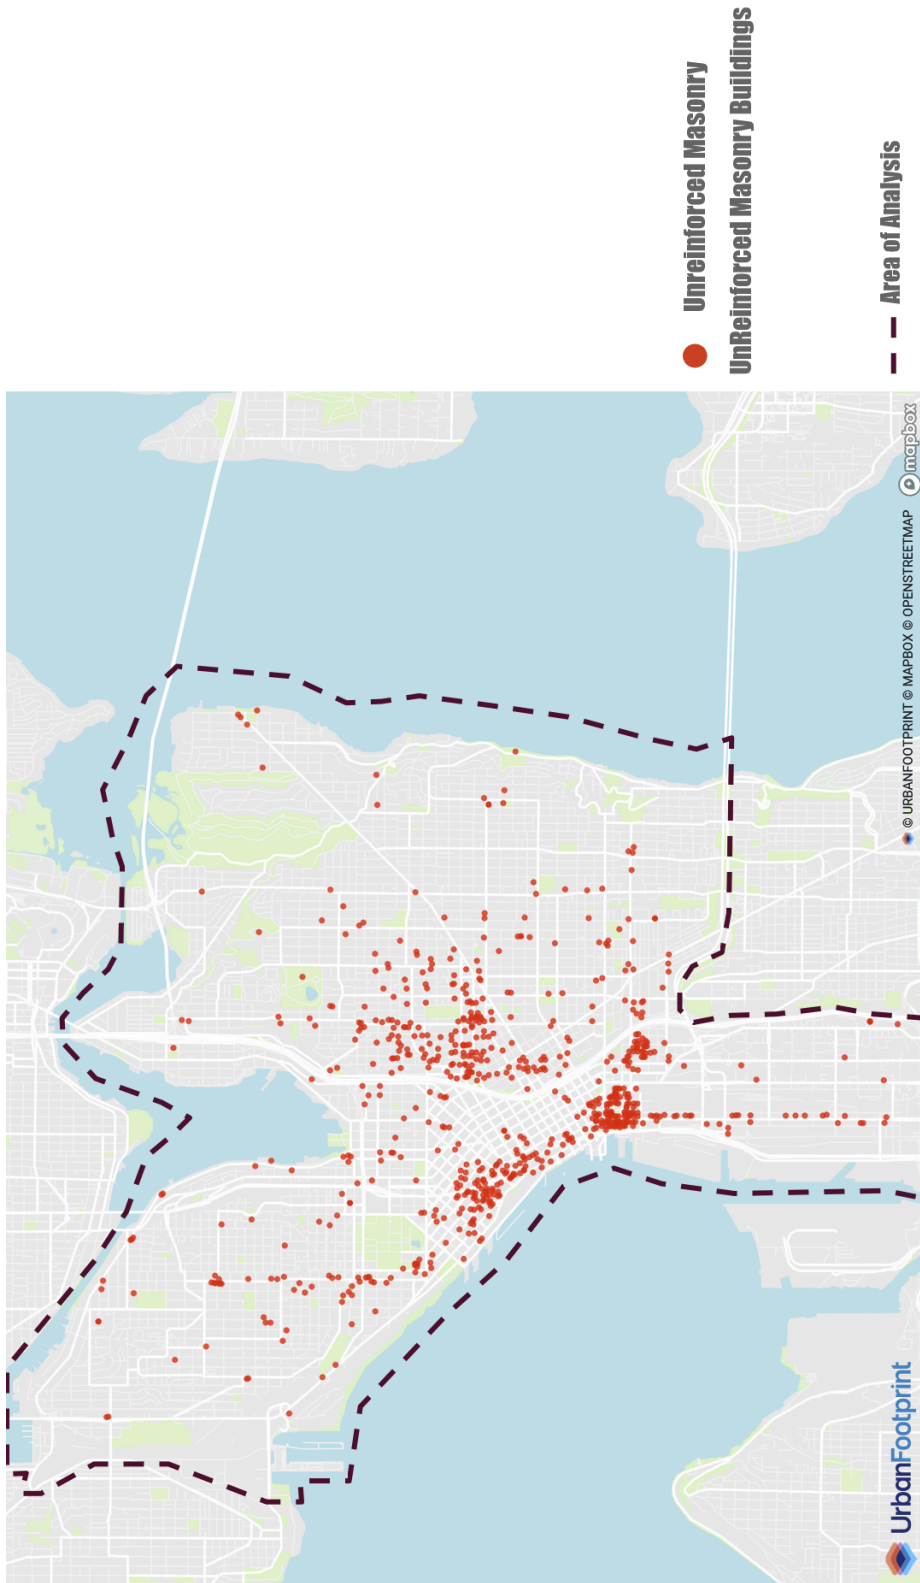 Unreinforced Masonry
UnReinforced Masonry Buildings
Area of Analysis
UrbanFootprint
© URBANFOOTPRINT © MAPBOX © OPENSTREETMAP
mapbox